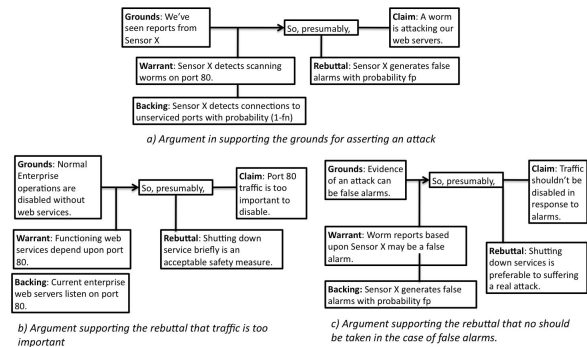 Grounds: We've
seen reports from
Sensor X
So, presumably,
Claim: A worm
is attacking our
web servers.
Warrant: Sensor X detects scanning
worms on port 80.
Rebuttal: Sensor X generates false
alarms with probability fp
Backing: Sensor X detects connections to
unserviced ports with probability (1-fn)
a) Argument in supporting the grounds for asserting an attack
Grounds: Normal
Enterprise
operations are
disabled without
web services.
So, presumably,
Claim: Port 80
traffic is too
important to
disable.
Warrant: Functioning web
services depend upon port
80.
Rebuttal: Shutting down
service briefly is an
acceptable safety measure.
Backing: Current enterprise
web servers listen on port
80.
b) Argument supporting the rebuttal that traffic is too
important
Grounds: Evidence
of an attack can
be false alarms.
So, presumably,
Claim: Traffic
shouldn't be
disabled in
response to
alarms.
Warrant: Worm reports based
upon Sensor X may be a false
alarm.
Rebuttal: Shutting
down services is
preferable to suffering
a real attack.
Backing: Sensor X generates false
alarms with probability fp
c) Argument supporting the rebuttal that no should
be taken in the case of false alarms.